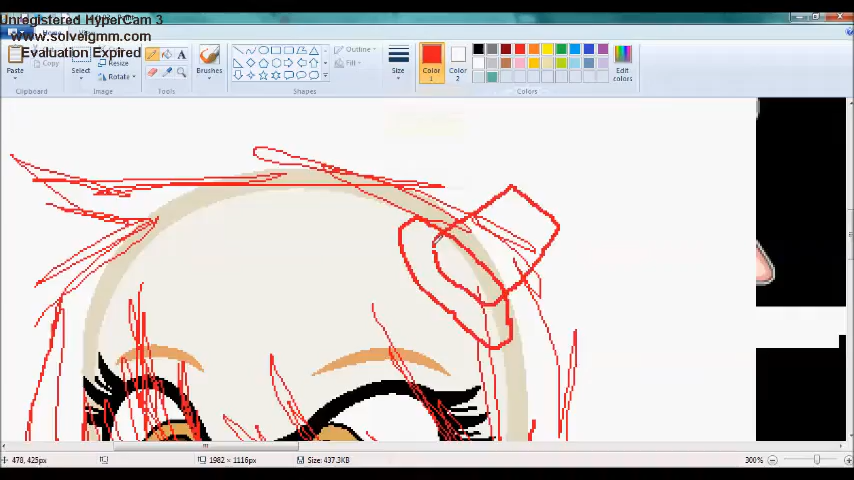 Unregistered HyperCam 3
www.solveigmm.com
Evaluation Expired
Paste
Copy
Select
Resize
Rotate
Brushes
Outline
Fill
Size
Color 1
Color 2
Edit colors
Clipboard
Image
Tools
Shapes
Colors
478, 425px
1982 × 1116px
Size: 437.3KB
300%